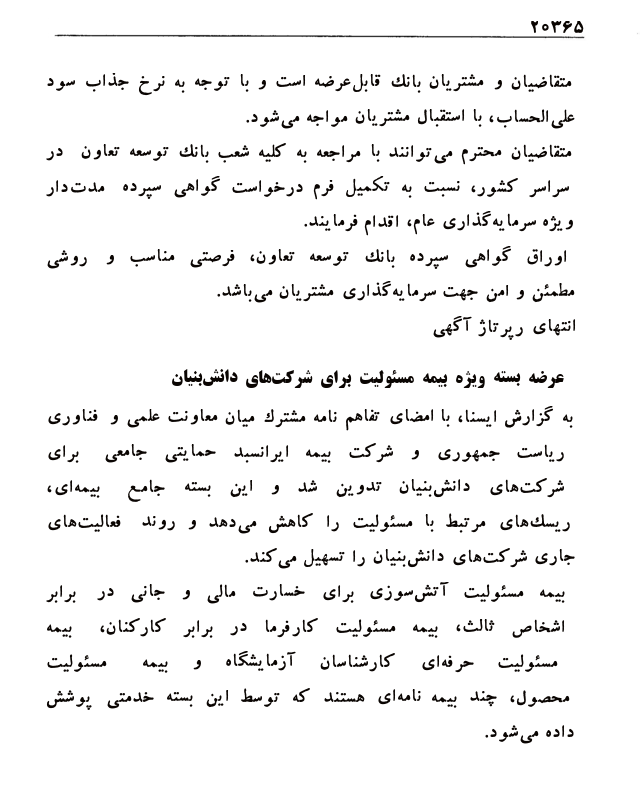 ۲۰۳۶۵
متقاضیان و مشتریان بانك قابل‌عرضه است و با توجه به نرخ جذاب سود
علی‌الحساب، با استقبال مشتریان مواجه می‌شود.
متقاضیان محترم می‌توانند با مراجعه به کلیه شعب بانك توسعه تعاون در
سراسر کشور، نسبت به تکمیل فرم درخواست گواهی سپرده مدت‌دار
ویژه سرمایه‌گذاری عام، اقدام فرمایند.
اوراق گواهی سپرده بانك توسعه تعاون، فرصتی مناسب و روشی
مطمئن و امن جهت سرمایه‌گذاری مشتریان می‌باشد.
انتهای رپرتاژ آگهی
عرضه بسته ویژه بیمه مسئولیت برای شرکت‌های دانش‌بنیان
به گزارش ایسنا، با امضای تفاهم نامه مشترك میان معاونت علمی و فناوری
ریاست جمهوری و شرکت بیمه ایرانسبد حمایتی جامعی برای
شرکت‌های دانش‌بنیان تدوین شد و این بسته جامع بیمه‌ای،
ریسك‌های مرتبط با مسئولیت را کاهش می‌دهد و روند فعالیت‌های
جاری شرکت‌های دانش‌بنیان را تسهیل می‌کند.
بیمه مسئولیت آتش‌سوزی برای خسارت مالی و جانی در برابر
اشخاص ثالث، بیمه مسئولیت کارفرما در برابر کارکنان، بیمه
مسئولیت حرفه‌ای کارشناسان آزمایشگاه و بیمه مسئولیت
محصول، چند بیمه نامه‌ای هستند که توسط این بسته خدمتی پوشش
داده می‌شود.